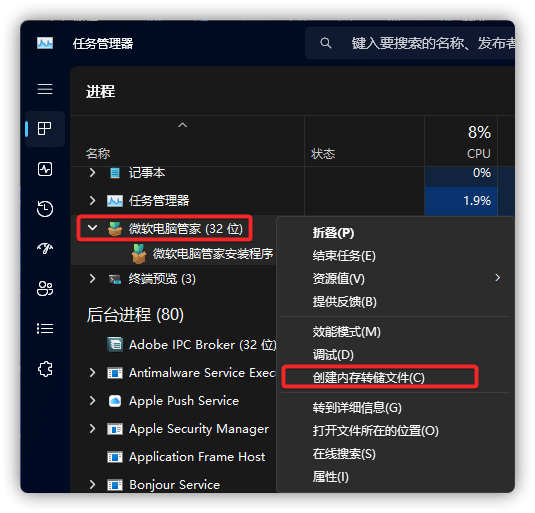 任务管理器
键入要搜索的名称、发布者
进程
8%
名称
状态
CPU
记事本
0%
任务管理器
1.9%
微软电脑管家 (32 位)
微软电脑管家安装程序
终端预览 (3)
后台进程 (80)
Adobe IPC Broker (32 位)
Antimalware Service Exec
Apple Push Service
Apple Security Manager
Application Frame Host
Bonjour Service
折叠(P)
结束任务(E)
资源值(V)
提供反馈(B)
效能模式(M)
调试(D)
创建内存转储文件(C)
转到详细信息(G)
打开文件所在的位置(O)
在线搜索(S)
属性(I)